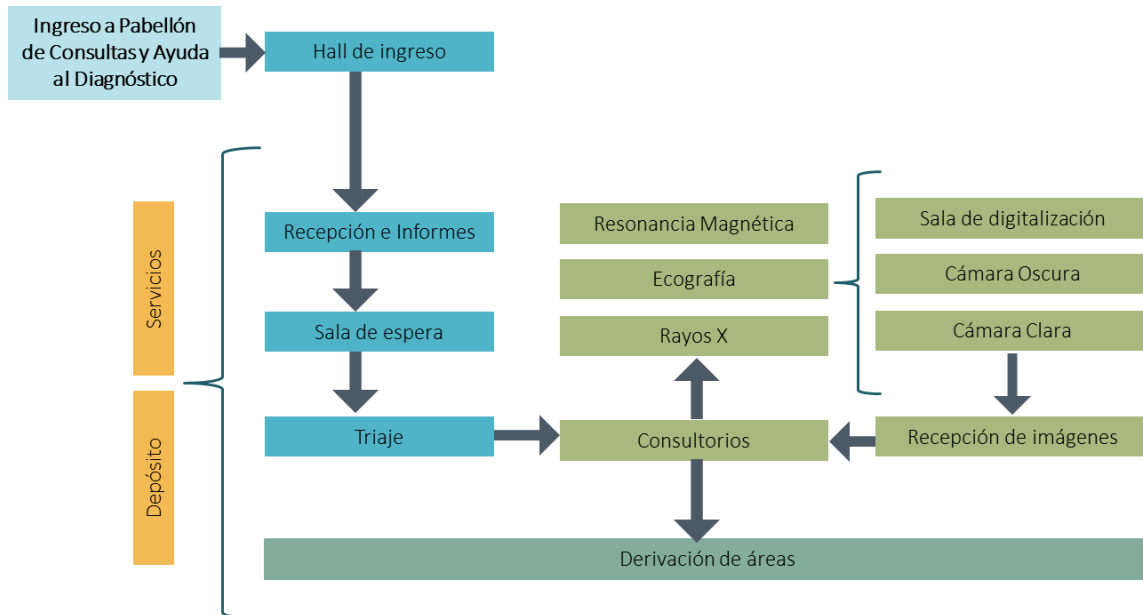 Ingreso a Pabellón
de Consultas y Ayuda
al Diagnóstico
Hall de ingreso
Servicios
Depósito
Recepción e Informes
Sala de espera
Triaje
Resonancia Magnética
Ecografía
Rayos X
Consultorios
Sala de digitalización
Cámara Oscura
Cámara Clara
Recepción de imágenes
Derivación de áreas